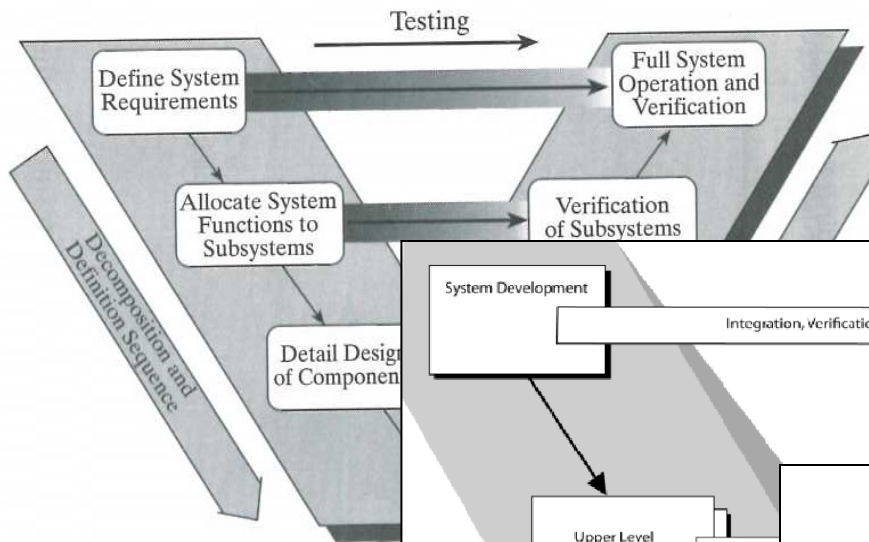 Testing
Define System
Requirements
Full System
Operation and
Verification
Allocate System
Functions to
Subsystems
Verification
of Subsystems
Decomposition and
Definition Sequence
Detail Design
of Componen
System Development
Integration, Verificatio
Upper Level